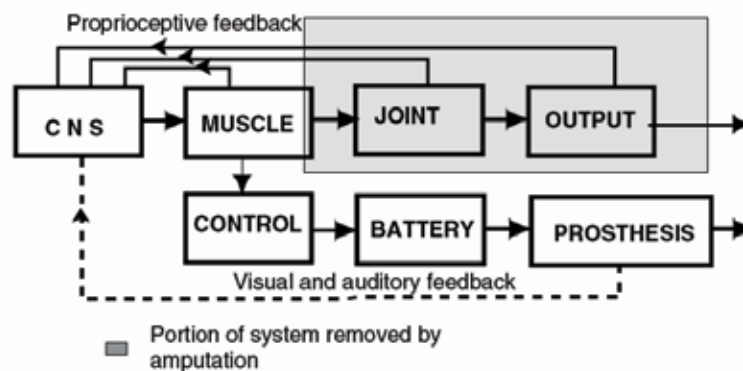 Proprioceptive feedback
C N S
MUSCLE
JOINT
OUTPUT
CONTROL
BATTERY
PROSTHESIS
Visual and auditory feedback
Portion of system removed by
amputation